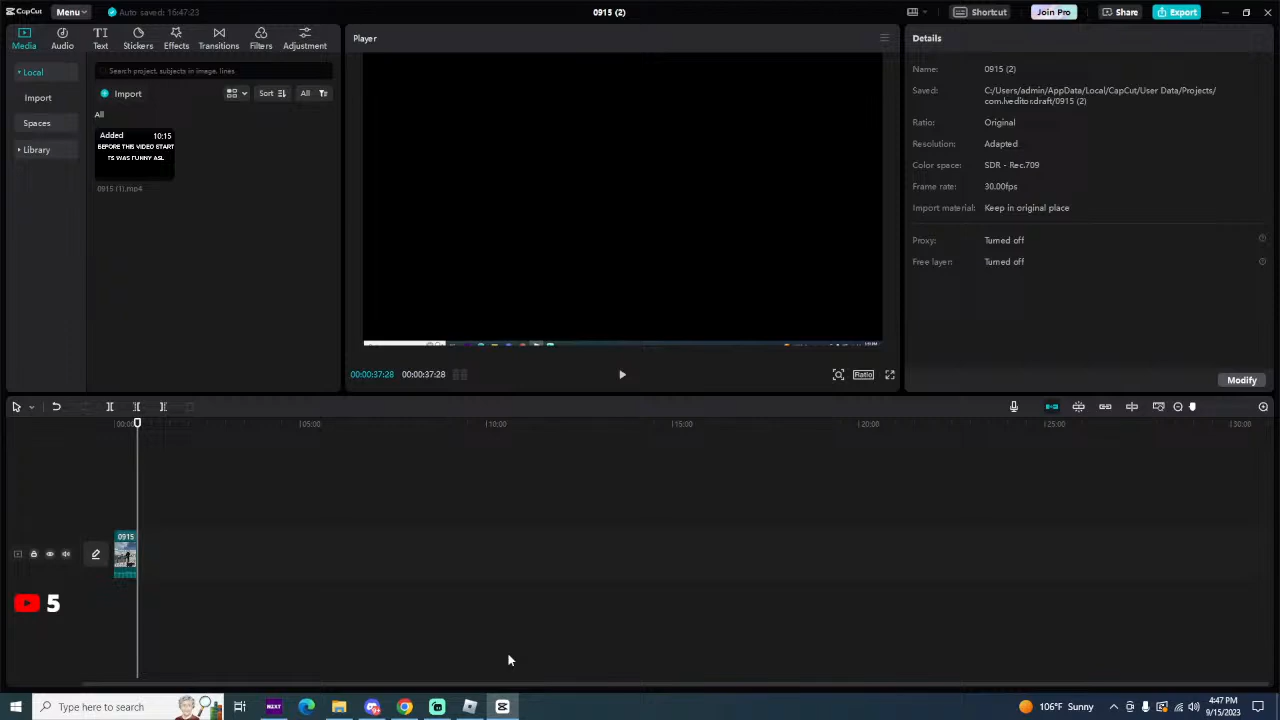 CapCut Menu Auto saved: 15:47:23 0915 (2) Shortcut Join Pro Share Export
Media Audio Text Stickers Effects Transitions Filters Adjustment
Local
Import
Spaces
Library
Search project, subjects in image, lines
Import Sort All
All
Added 10:15
BEFORE THIS VIDEO START
TS WAS FUNNY ASL
0915 (1).mp4
Player
00:00:37:28 00:00:37:28
Ratio
Details
Name: 0915 (2)
Saved: C:/Users/admin/AppData/Local/CapCut/User Data/Projects/
com.lveditor.draft/0915 (2)
Ratio: Original
Resolution: Adapted
Color space: SDR - Rec.709
Frame rate: 30.00fps
Import material: Keep in original place
Proxy: Turned off
Free layer: Turned off
Modify
00:00 05:00 10:00 15:00 20:00 25:00 30:00
0915
5
Type here to search
NIXT
106°F Sunny
4:47 PM
9/15/2023